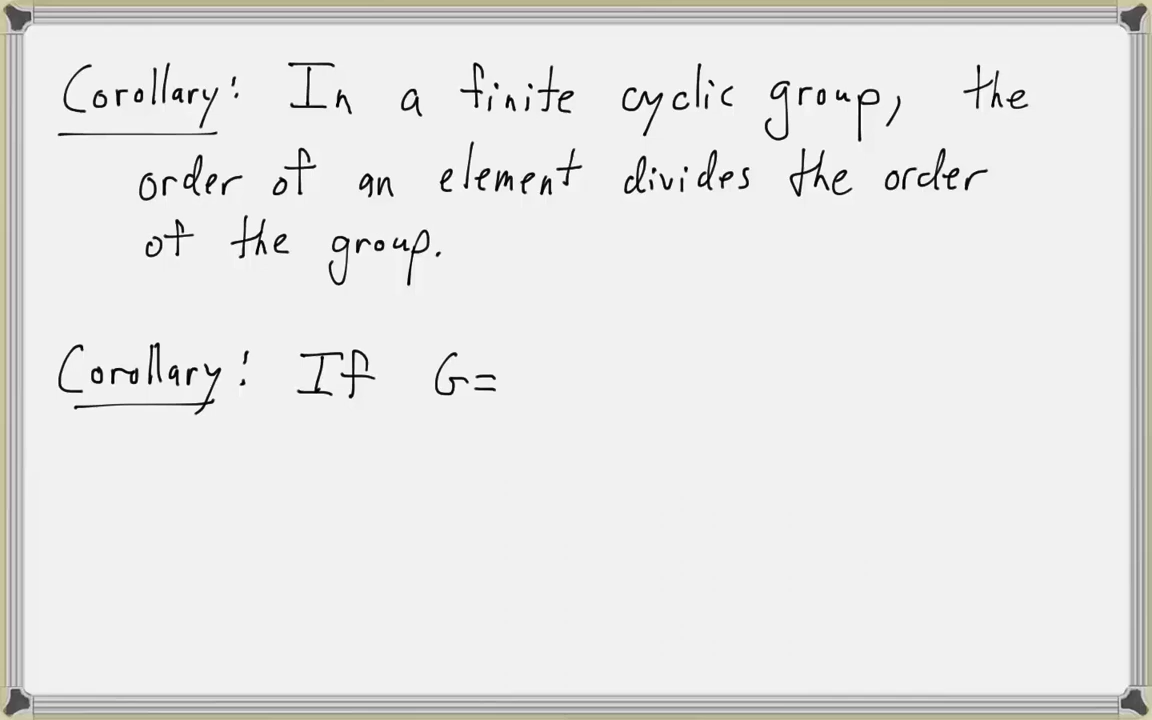 Corollary: In a finite cyclic group, the
order of an element divides the order
of the group.
Corollary: If G=